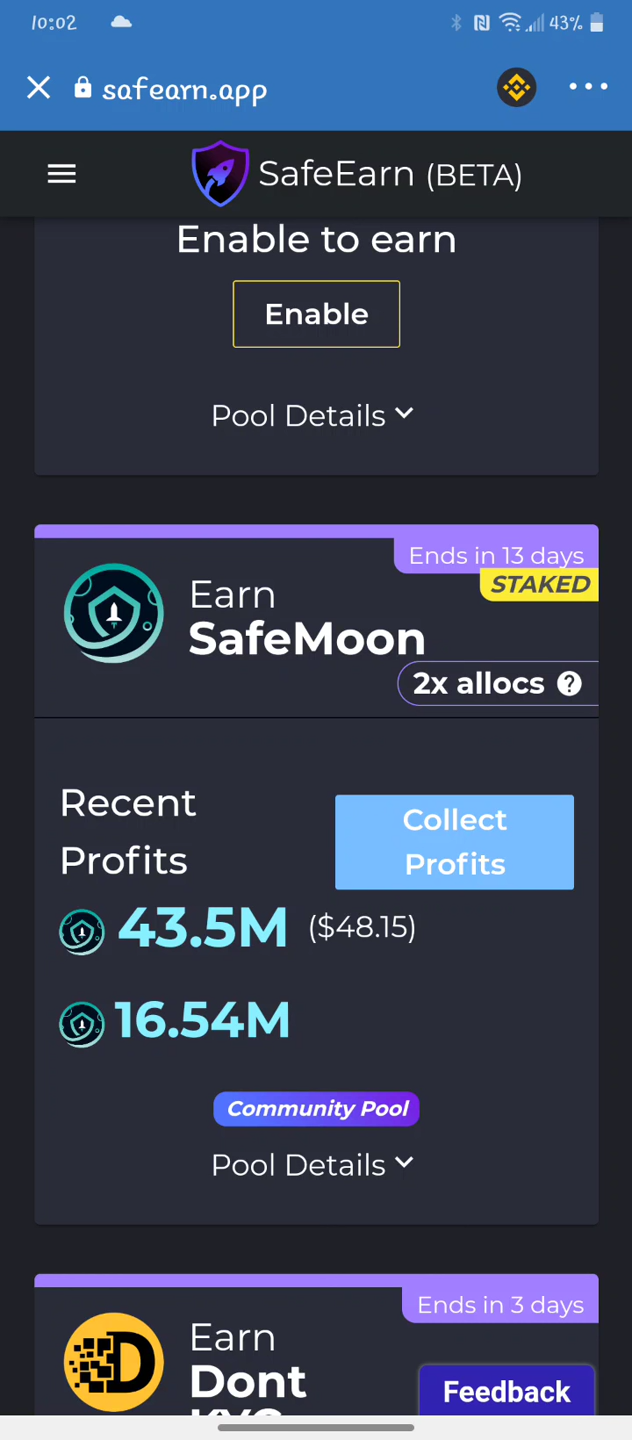 10:02
43%
safearn.app
SafeEarn (BETA)
Enable to earn
Enable
Pool Details
Ends in 13 days
STAKED
Earn
SafeMoon
2x allocs ?
Recent
Profits
Collect
Profits
43.5M ($48.15)
16.54M
Community Pool
Pool Details
Ends in 3 days
Earn
Dont
Feedback